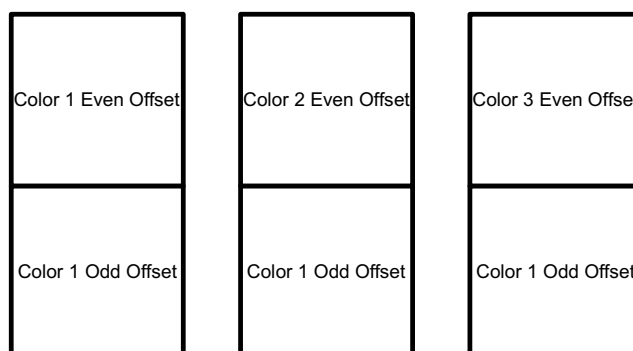 Color 1 Even Offset
Color 2 Even Offset
Color 3 Even Offse
Color 1 Odd Offset
Color 1 Odd Offset
Color 1 Odd Offset